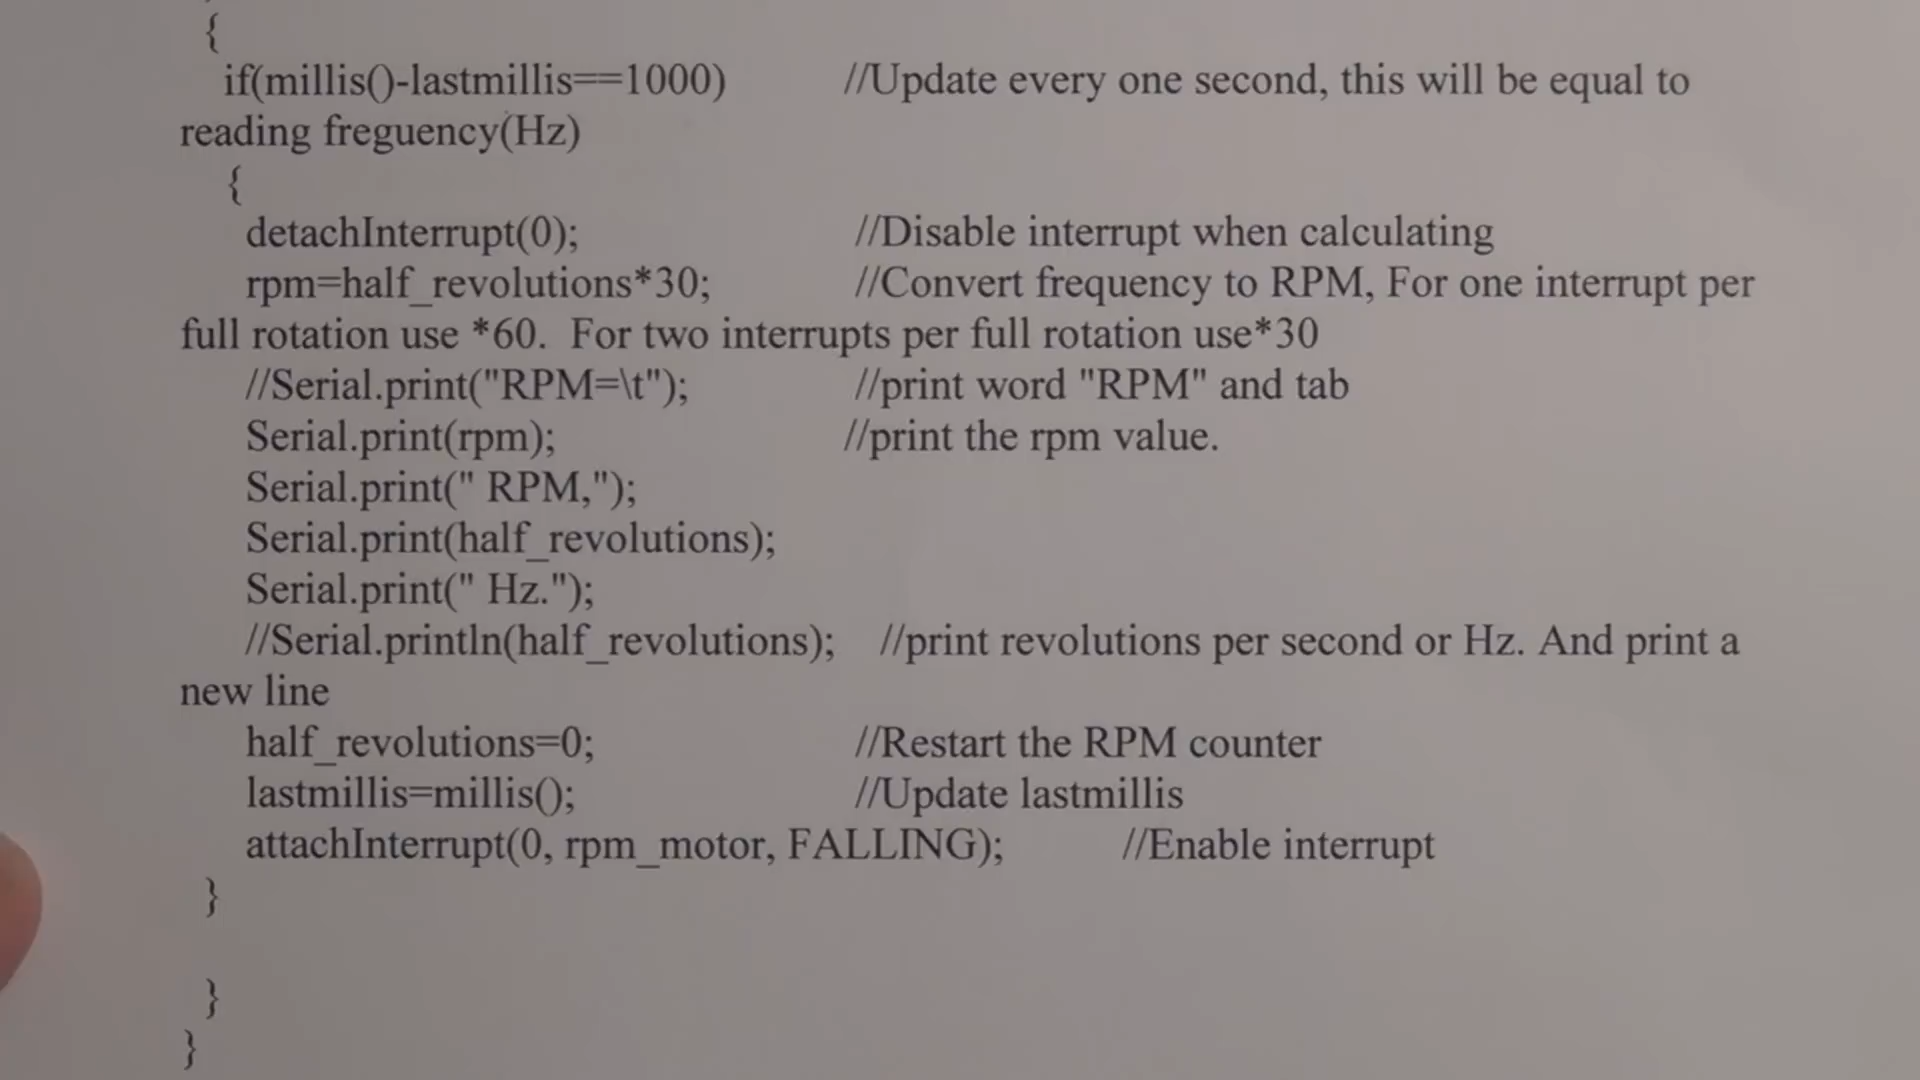 {
if(millis()-lastmillis==1000) //Update every one second, this will be equal to
reading freguency(Hz)
{
detachInterrupt(0); //Disable interrupt when calculating
rpm=half_revolutions*30; //Convert frequency to RPM, For one interrupt per
full rotation use *60. For two interrupts per full rotation use*30
//Serial.print("RPM=\t"); //print word "RPM" and tab
Serial.print(rpm); //print the rpm value.
Serial.print(" RPM,");
Serial.print(half_revolutions);
Serial.print(" Hz.");
//Serial.println(half_revolutions); //print revolutions per second or Hz. And print a
new line
half_revolutions=0; //Restart the RPM counter
lastmillis=millis(); //Update lastmillis
attachInterrupt(0, rpm_motor, FALLING); //Enable interrupt
}
}
}